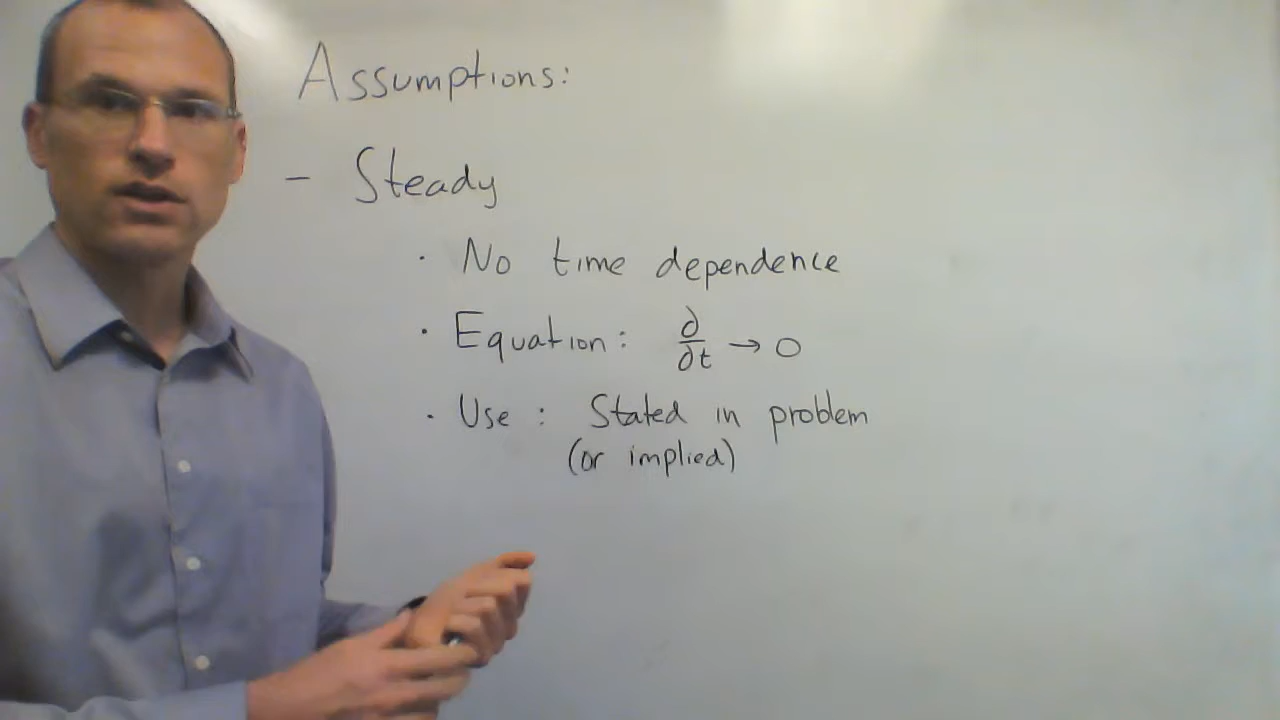 Assumptions:
- Steady
· No time dependence
· Equation: ∂/∂t → 0
· Use: Stated in problem
(or implied)